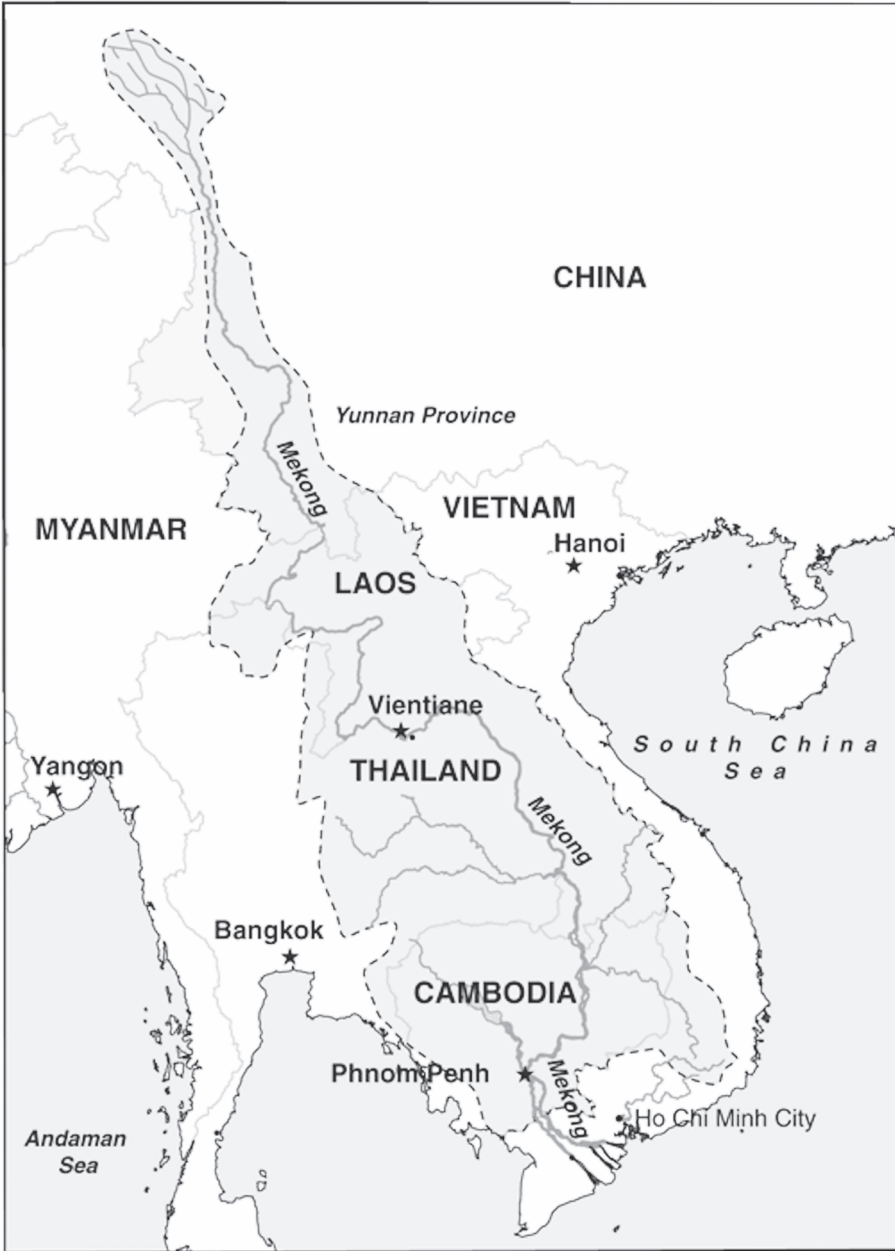 CHINA
Yunnan Province
Mekong
VIETNAM
MYANMAR
Hanoi
LAOS
Vientiane
South China
Sea
Yangon
THAILAND
Mekong
Bangkok
CAMBODIA
Phnom Penh
Mekong
Ho Chi Minh City
Andaman
Sea